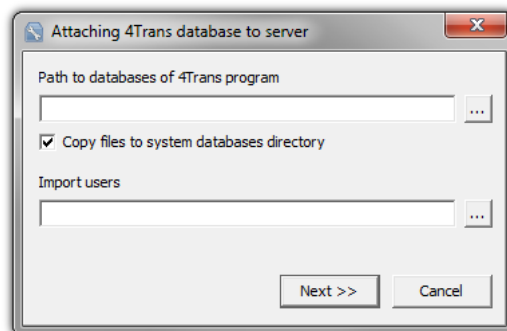 Attaching 4Trans database to server
Path to databases of 4Trans program
...
Copy files to system databases directory
Import users
...
Next >>
Cancel